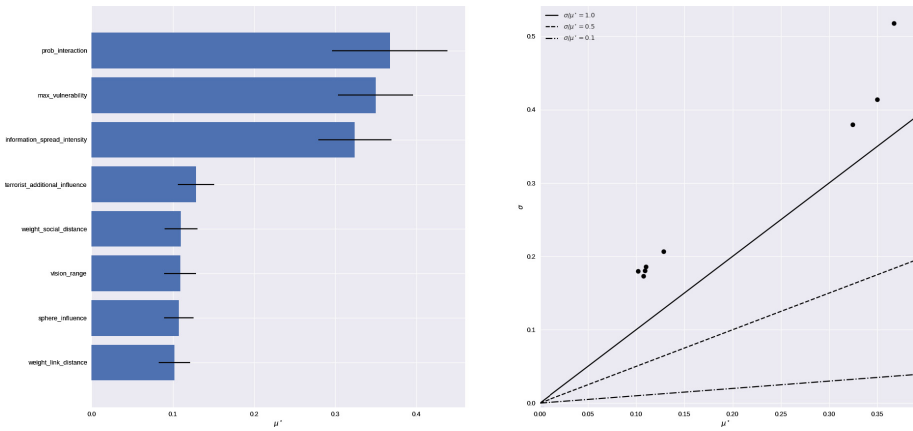 prob_interaction
max_vulnerability
information_spread_intensity
terrorist_additional_influence
weight_social_distance
vision_range
sphere_influence
weight_link_distance
0.0 0.1 0.2 0.3 0.4
μ*
σ/μ* = 1.0
σ/μ* = 0.5
σ/μ* = 0.1
0.5
0.4
0.3
σ
0.2
0.1
0.0
0.00 0.05 0.10 0.15 0.20 0.25 0.30 0.35
μ*